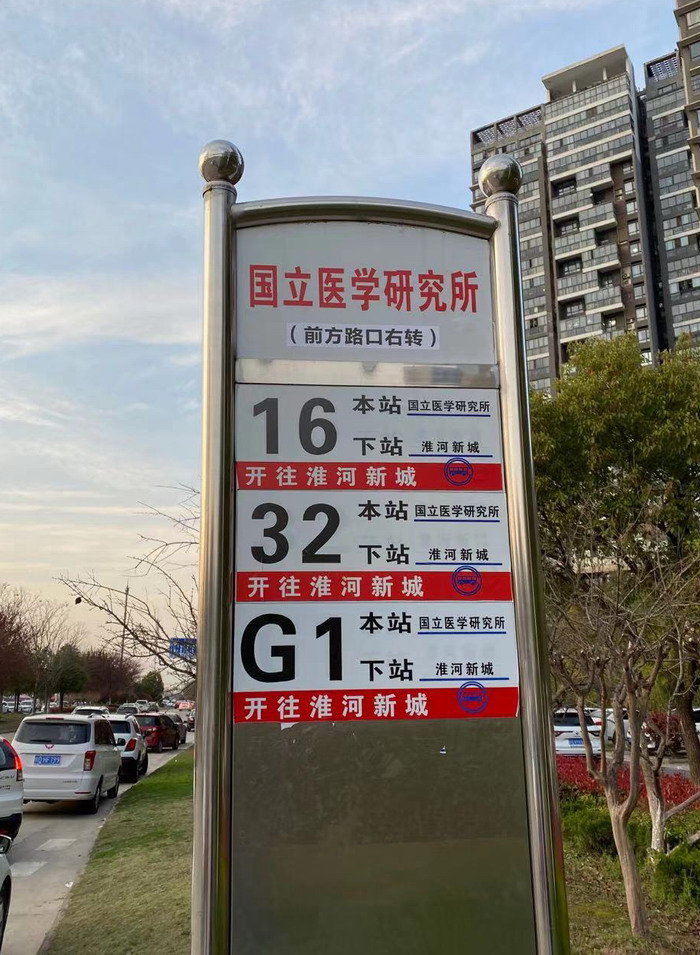 国立医学研究所
（前方路口右转）
16 本站 国立医学研究所
下站 淮河新城
开往淮河新城
32 本站 国立医学研究所
下站 淮河新城
开往淮河新城
G1 本站 国立医学研究所
下站 淮河新城
开往淮河新城